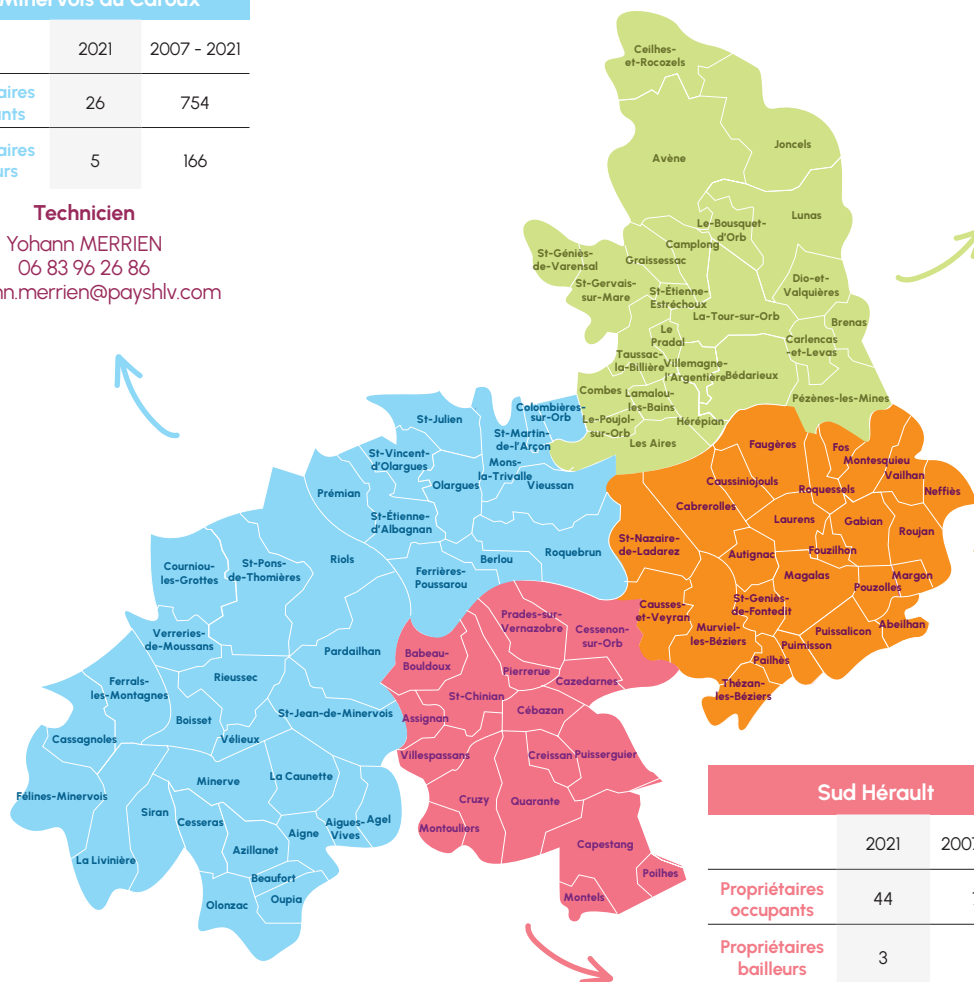 Minervois au Caroux
2021
2007 - 2021
26
754
5
166
Technicien
Yohann MERRIEN
06 83 96 26 86
nn.merrien@payshlv.com
Ceilhes-
et-Rocozels
Avène
Joncels
Lunas
Le-Bousquet-
d'Orb
Camplong
Graissessac
St-Géniès-
de-Varensal
St-Gervais-
sur-Mare
St-Étienne-
Estréchoux
Dio-et-
Valquières
La-Tour-sur-Orb
Brenas
Le
Pradal
Carlencas
-et-Levas
Taussac-
la-Billière
Villemagne-
l'Argentière
Bédarieux
Combes
Lamalou-
les-Bains
Pézènes-les-Mines
Le-Poujol-
sur-Orb
Hérépian
Les Aires
St-Julien
Colombières-
sur-Orb
St-Martin-
de-l'Arçon
St-Vincent-
d'Olargues
Mons-
la-Trivalle
Olargues
Vieussan
Prémian
St-Étienne-
d'Albagnan
Roquebrun
Berlou
Riols
Ferrières-
Poussarou
St-Pons-
de-Thomières
Courniou-
les-Grottes
Verreries-
de-Moussans
Pardailhan
Rieussec
Ferrals-
les-Montagnes
Boisset
St-Jean-de-Minervois
Vélieux
Cassagnoles
La Caunette
Minerve
Félines-Minervois
Siran
Cesseras
Aigues-
Vives
Agel
Aigne
Azillanet
La Livinière
Beaufort
Oupia
Olonzac
Faugères
Fos
Montesquieu
Vailhan
Neffiès
Caussiniojouls
Roquessels
Cabrerolles
Laurens
Gabian
Roujan
St-Nazaire-
de-Ladarez
Autignac
Fouzilhon
Magalas
Margon
Pouzolles
Causses-
et-Veyran
St-Geniès-
de-Fontedit
Murviel-
les-Béziers
Puissalicon
Abeilhan
Puimisson
Pailhès
Thézan-
les-Béziers
Prades-sur-
Vernazobre
Cessenon-
sur-Orb
Babeau-
Bouldoux
Pierrerue
Cazedarnes
St-Chinian
Cébazan
Assignan
Villespassans
Creissan
Puisserguier
Cruzy
Quarante
Montouliers
Capestang
Poilhes
Montels
Sud Hérault
2021
Propriétaires
occupants
44
Propriétaires
bailleurs
3